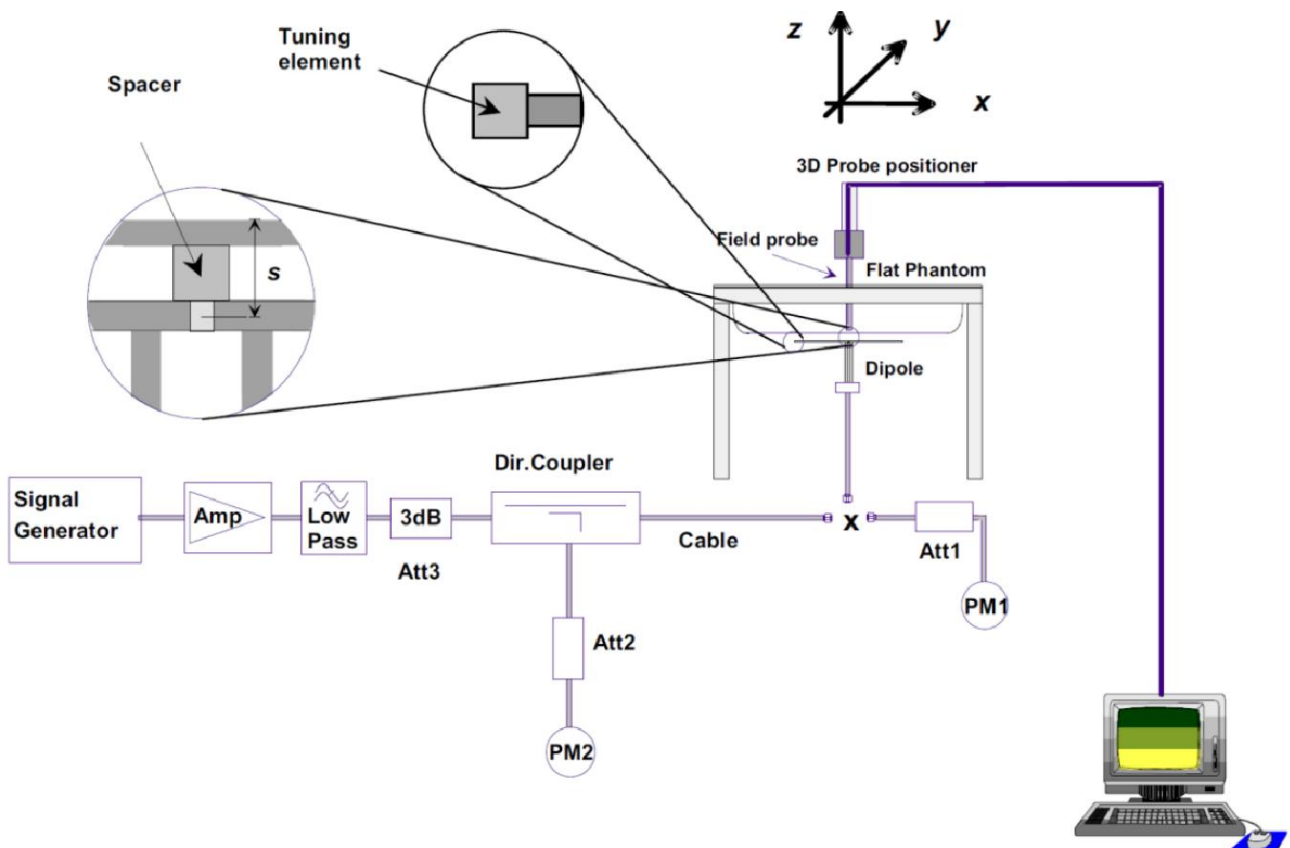 Tuning
element
Spacer
z
y
x
3D Probe positioner
Field probe
Flat Phantom
s
Dipole
Dir.Coupler
Signal
Generator
Amp
Low
Pass
3dB
Att3
Cable
x
Att1
PM1
Att2
PM2